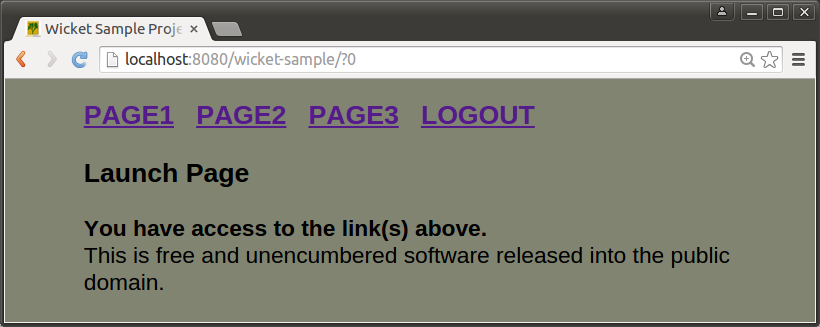 Wicket Sample Proje
localhost:8080/wicket-sample/?0
PAGE1 PAGE2 PAGE3 LOGOUT
Launch Page
You have access to the link(s) above.
This is free and unencumbered software released into the public
domain.